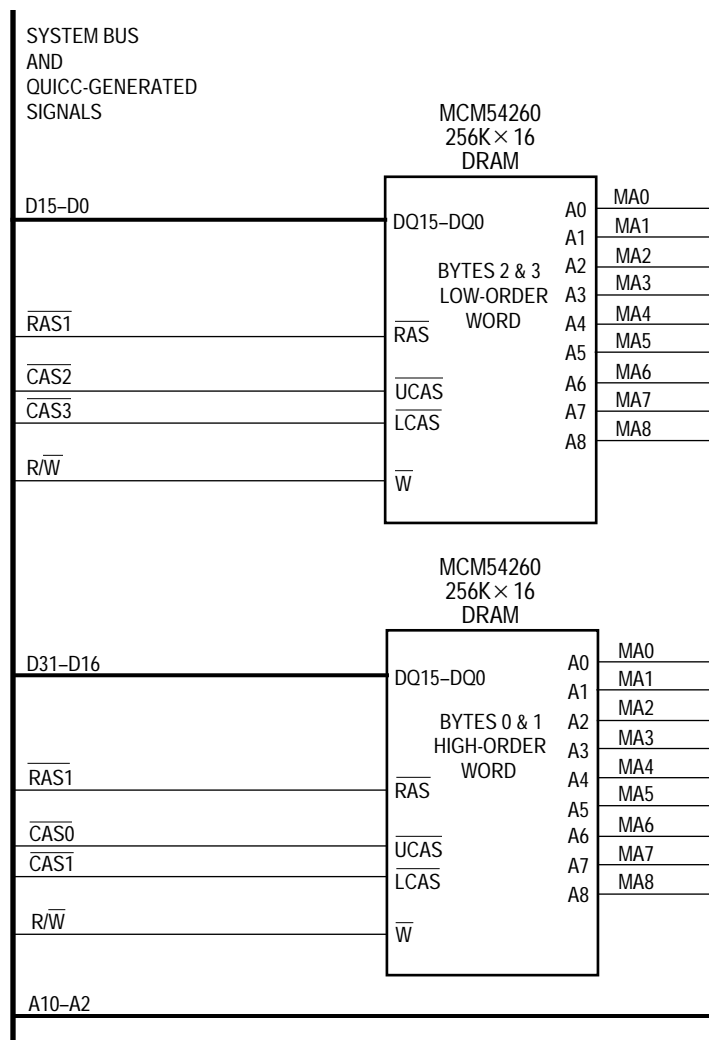 SYSTEM BUS
AND
QUICC-GENERATED
SIGNALS
MCM54260
256K × 16
DRAM
D15–D0
DQ15–DQ0
BYTES 2 & 3
LOW-ORDER
WORD
RAS1
RAS
CAS2
UCAS
CAS3
LCAS
R/W
W
A0 MA0
A1 MA1
A2 MA2
A3 MA3
A4 MA4
A5 MA5
A6 MA6
A7 MA7
A8 MA8
MCM54260
256K × 16
DRAM
D31–D16
DQ15–DQ0
BYTES 0 & 1
HIGH-ORDER
WORD
RAS1
RAS
CAS0
UCAS
CAS1
LCAS
R/W
W
A0 MA0
A1 MA1
A2 MA2
A3 MA3
A4 MA4
A5 MA5
A6 MA6
A7 MA7
A8 MA8
A10–A2